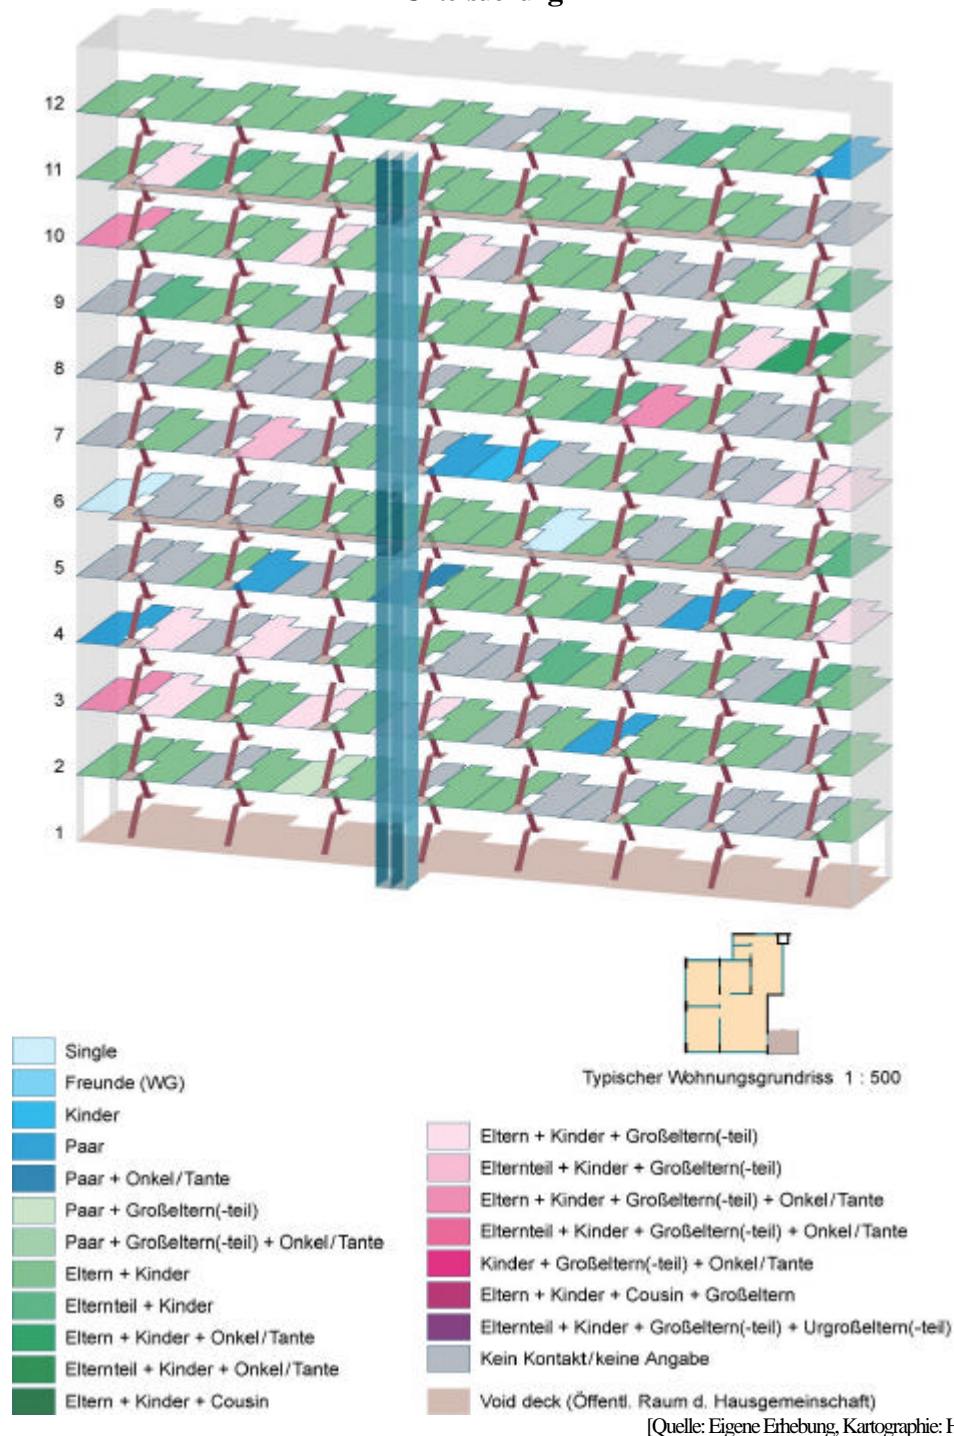 12
11
10
9
8
7
6
5
4
3
2
1
Typischer Wohnungsgrundriss 1 : 500
Single
Freunde (WG)
Kinder
Paar
Paar + Onkel/Tante
Paar + Großeltern(-teil)
Paar + Großeltern(-teil) + Onkel/Tante
Eltern + Kinder
Elternteil + Kinder
Eltern + Kinder + Onkel/Tante
Elternteil + Kinder + Onkel/Tante
Eltern + Kinder + Cousin
Eltern + Kinder + Großeltern(-teil)
Elternteil + Kinder + Großeltern(-teil)
Eltern + Kinder + Großeltern(-teil) + Onkel/Tante
Elternteil + Kinder + Großeltern(-teil) + Onkel/Tante
Kinder + Großeltern(-teil) + Onkel/Tante
Eltern + Kinder + Cousin + Großeltern
Elternteil + Kinder + Großeltern(-teil) + Urgroßeltern(-teil)
Kein Kontakt/keine Angabe
Void deck (Öffentl. Raum d. Hausgemeinschaft)
[Quelle: Eigene Erhebung, Kartographie: H